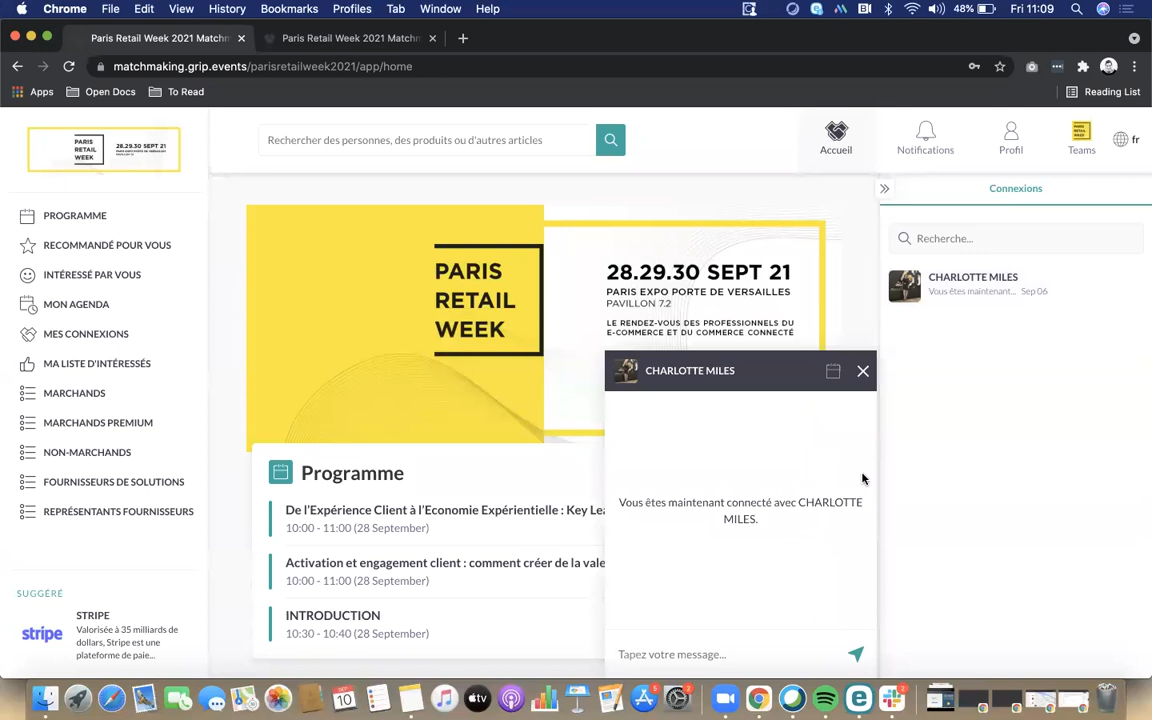 Chrome File Edit View History Bookmarks Profiles Tab Window Help 48% Fri 11:09
Paris Retail Week 2021 Matchm Paris Retail Week 2021 Matchm
matchmaking.grip.events/parisretailweek2021/app/home
Apps Open Docs To Read Reading List
PARIS
RETAIL
WEEK
28.29.30 SEPT 21
Rechercher des personnes, des produits ou d'autres articles
Accueil Notifications Profil Teams fr
PROGRAMME
RECOMMANDÉ POUR VOUS
INTÉRESSÉ PAR VOUS
MON AGENDA
MES CONNEXIONS
MA LISTE D'INTÉRESSÉS
MARCHANDS
MARCHANDS PREMIUM
NON-MARCHANDS
FOURNISSEURS DE SOLUTIONS
REPRÉSENTANTS FOURNISSEURS
SUGGÉRÉ
stripe
STRIPE
Valorisée à 35 milliards de
dollars, Stripe est une
plateforme de paie...
PARIS
RETAIL
WEEK
28.29.30 SEPT 21
PARIS EXPO PORTE DE VERSAILLES
PAVILLON 7.2
LE RENDEZ-VOUS DES PROFESSIONNELS DU
E-COMMERCE ET DU COMMERCE CONNECTÉ
Programme
De l'Expérience Client à l'Economie Expérientielle : Key Lea
10:00 - 11:00 (28 September)
Activation et engagement client : comment créer de la vale
10:00 - 11:00 (28 September)
INTRODUCTION
10:30 - 10:40 (28 September)
CHARLOTTE MILES
Vous êtes maintenant connecté avec CHARLOTTE
MILES.
Tapez votre message...
Connexions
Recherche...
CHARLOTTE MILES
Vous êtes maintenant... Sep 06